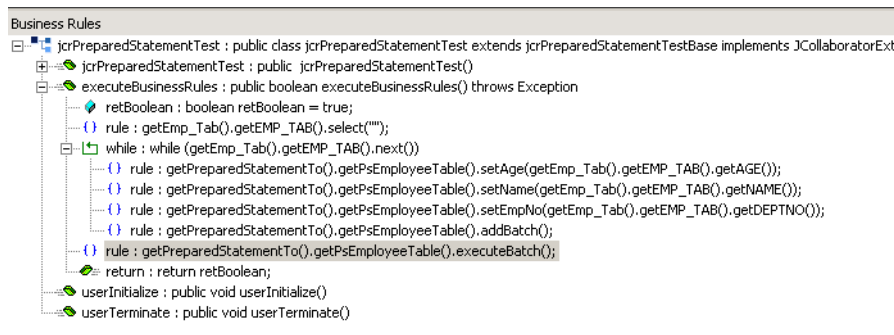 Business Rules
jcrPreparedStatementTest : public class jcrPreparedStatementTest extends jcrPreparedStatementTestBase implements JCollaboratorExt
jcrPreparedStatementTest : public jcrPreparedStatementTest()
executeBusinessRules : public boolean executeBusinessRules() throws Exception
retBoolean : boolean retBoolean = true;
{} rule : getEmp_Tab().getEMP_TAB().select("");
while : while (getEmp_Tab().getEMP_TAB().next())
{} rule : getPreparedStatementTo().getPsEmployeeTable().setAge(getEmp_Tab().getEMP_TAB().getAGE());
{} rule : getPreparedStatementTo().getPsEmployeeTable().setName(getEmp_Tab().getEMP_TAB().getNAME());
{} rule : getPreparedStatementTo().getPsEmployeeTable().setEmpNo(getEmp_Tab().getEMP_TAB().getDEPTNO());
{} rule : getPreparedStatementTo().getPsEmployeeTable().addBatch();
{} rule : getPreparedStatementTo().getPsEmployeeTable().executeBatch();
return : return retBoolean;
userInitialize : public void userInitialize()
userTerminate : public void userTerminate()